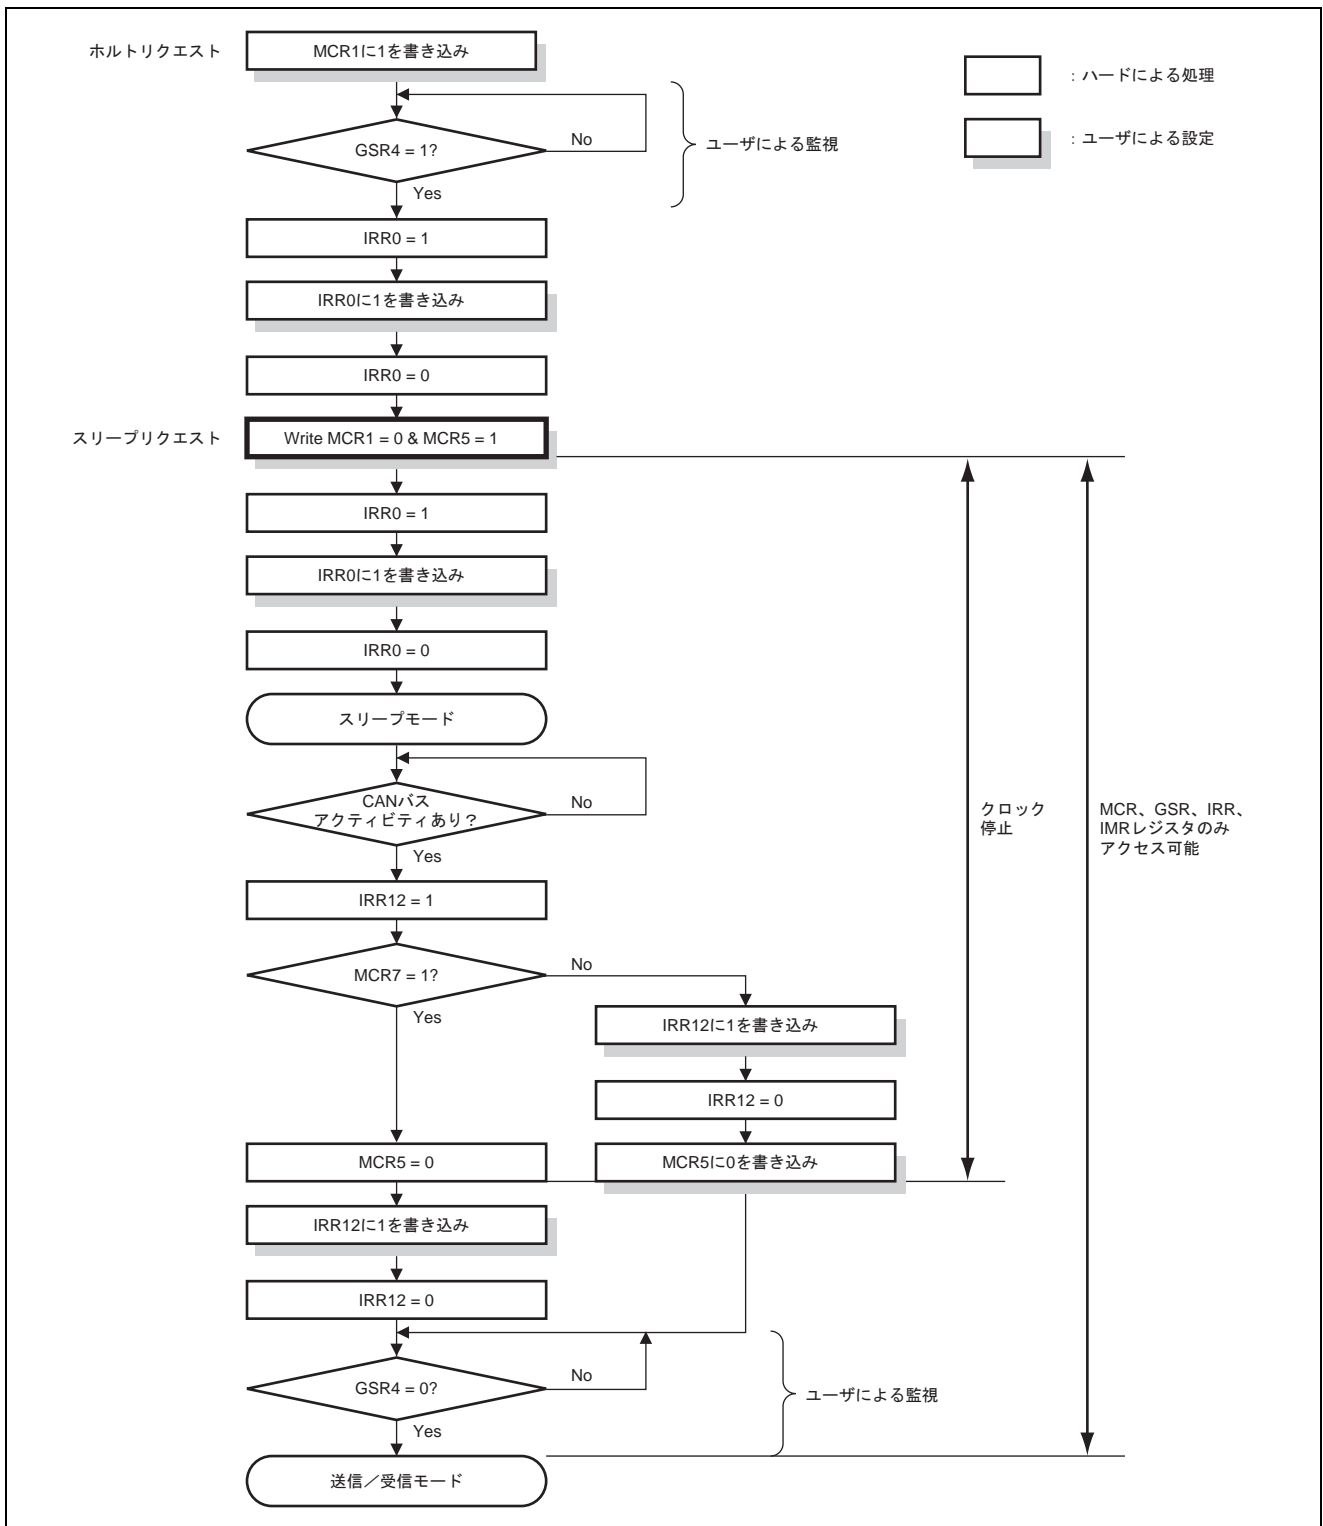 ホルトリクエスト
MCR1に1を書き込み
：ハードによる処理
：ユーザによる設定
GSR4 = 1?
No
ユーザによる監視
Yes
IRR0 = 1
IRR0に1を書き込み
IRR0 = 0
スリープリクエスト
Write MCR1 = 0 & MCR5 = 1
IRR0 = 1
IRR0に1を書き込み
IRR0 = 0
スリープモード
CANバス
アクティビティあり？
No
Yes
クロック
停止
MCR、GSR、IRR、
IMRレジスタのみ
アクセス可能
IRR12 = 1
MCR7 = 1?
No
Yes
IRR12に1を書き込み
IRR12 = 0
MCR5 = 0
MCR5に0を書き込み
IRR12に1を書き込み
IRR12 = 0
GSR4 = 0?
No
ユーザによる監視
Yes
送信／受信モード